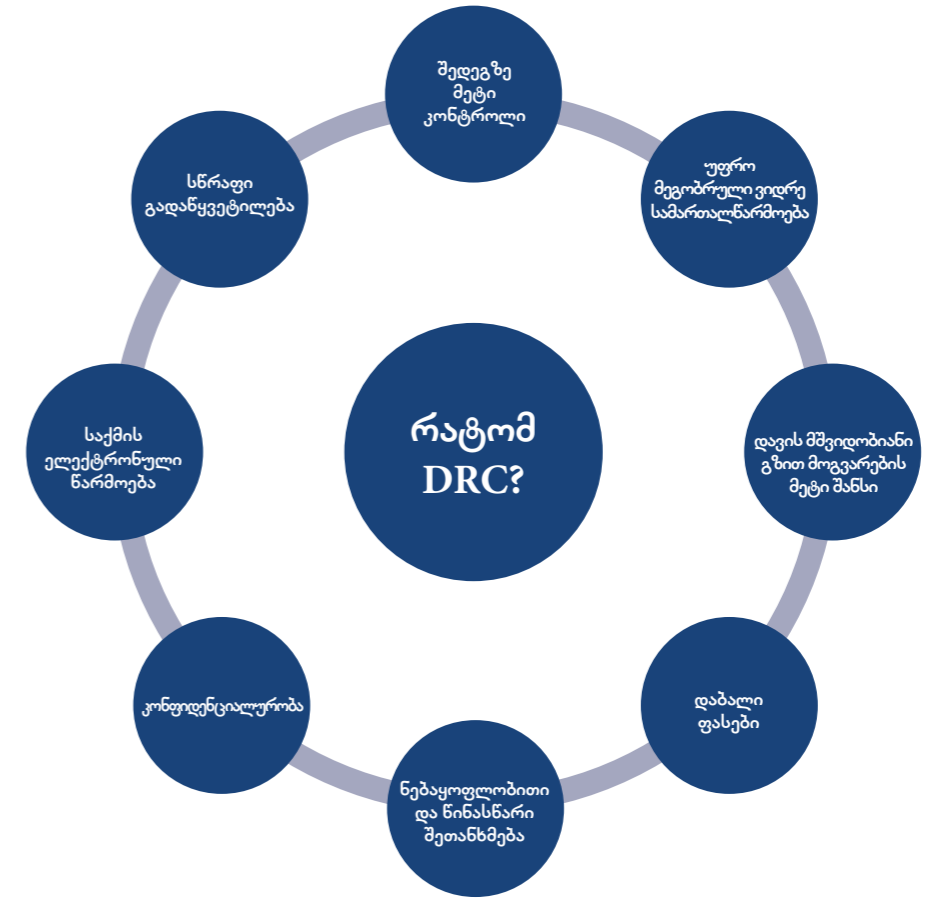 შედეგზე
მეტი
კონტროლი
უფრო
მეგობრული ვიდრე
სამართალწარმოება
დავის მშვიდობიანი
გზით მოგვარების
მეტი შანსი
დაბალი
ფასები
ნებაყოფლობითი
და წინასწარი
შეთანხმება
კონფიდენციალურობა
საქმის
ელექტრონული
წარმოება
სწრაფი
გადაწყვეტილება
რატომ
DRC?